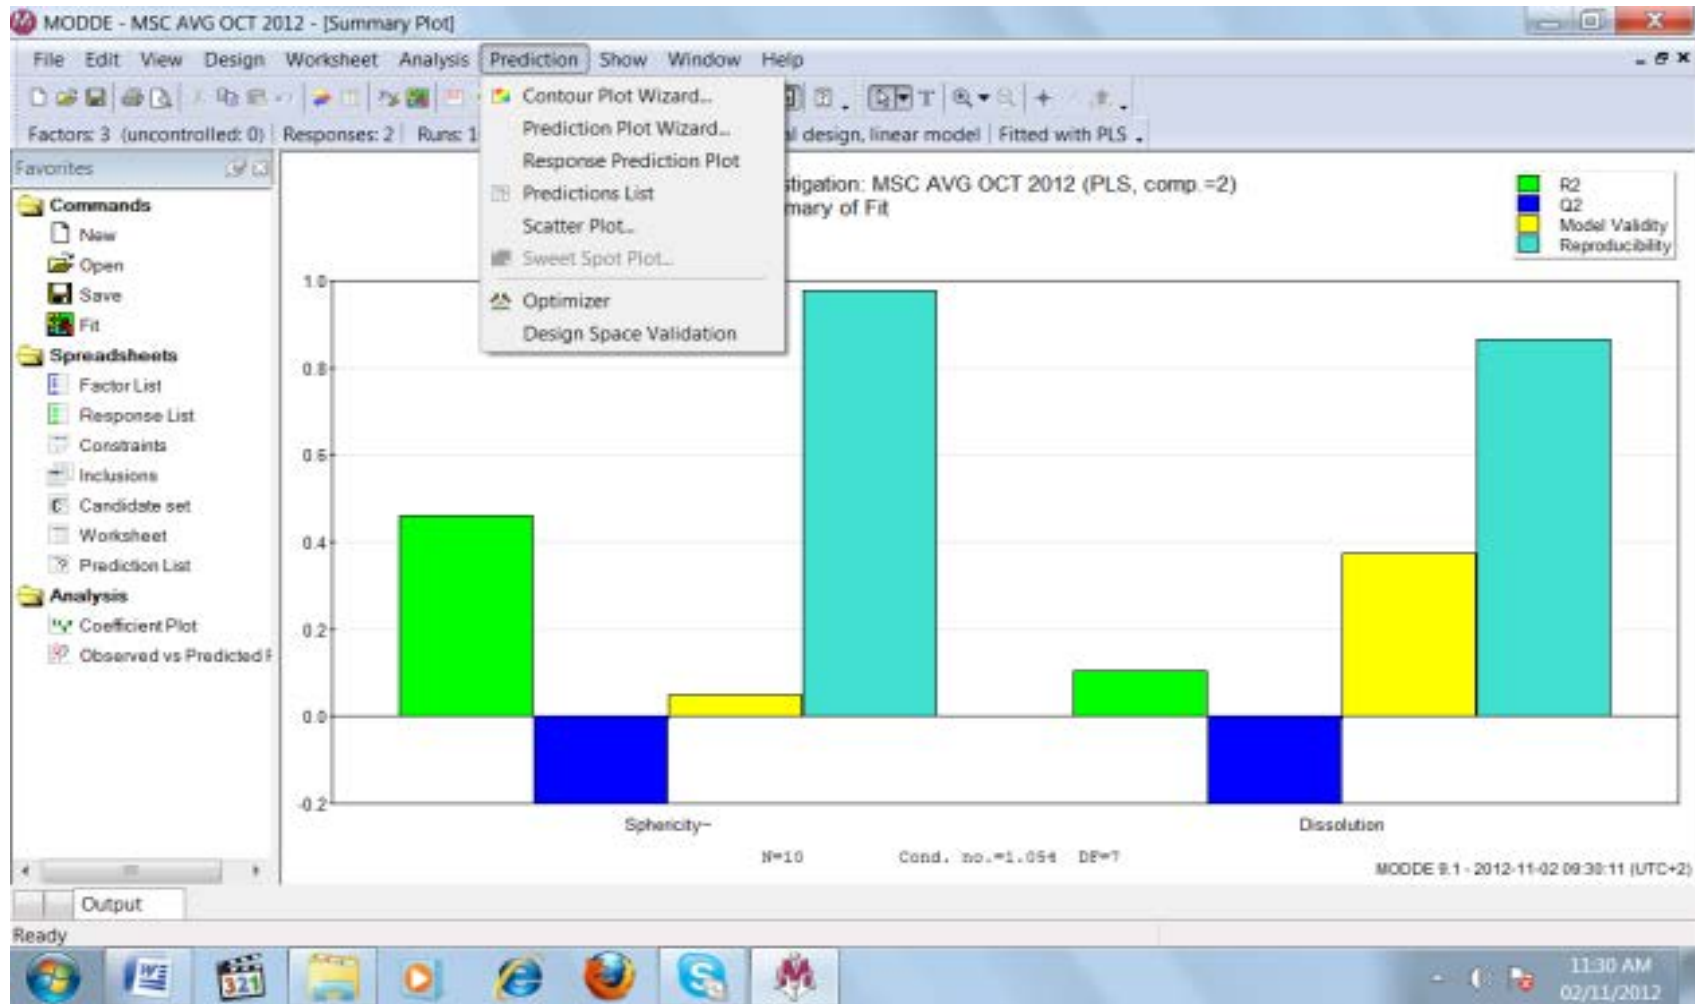 MODDE - MSC AVG OCT 2012 - [Summary Plot]
File Edit View Design Worksheet Analysis Prediction Show Window Help
Factors: 3 (uncontrolled: 0) Responses: 2 Runs: 1
al design, linear model Fitted with PLS
Contour Plot Wizard...
Prediction Plot Wizard...
Response Prediction Plot
Predictions List
Scatter Plot...
Sweet Spot Plot...
Optimizer
Design Space Validation
Favorites
Commands
New
Open
Save
Fit
Spreadsheets
Factor List
Response List
Constraints
Inclusions
Candidate set
Worksheet
Prediction List
Analysis
Coefficient Plot
Observed vs Predicted
stigation: MSC AVG OCT 2012 (PLS, comp.=2)
mary of Fit
R2
Q2
Model Validity
Reproducibility
1.0
0.8
0.6
0.4
0.2
0.0
-0.2
Sphericity~ Dissolution
N=10 Cond. no.=1.054 DF=7
MODDE 9.1 - 2012-11-02 09:30:11 (UTC+2)
Output
Ready
321
11:30 AM
02/11/2012